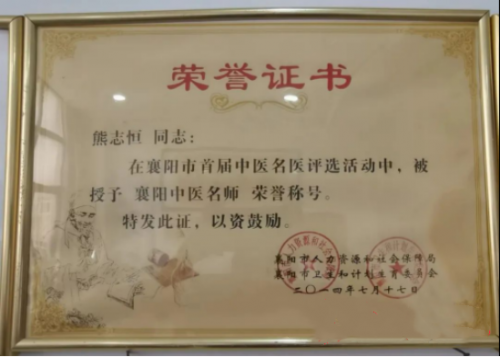 荣誉证书
熊志恒 同志：
在襄阳市首届中医名医评选活动中，被
授予 襄阳中医名师 荣誉称号。
特发此证，以资鼓励。
襄阳市人力资源和社会保障局
襄阳市卫生和计划生育委员会
二〇一四年七月十七日